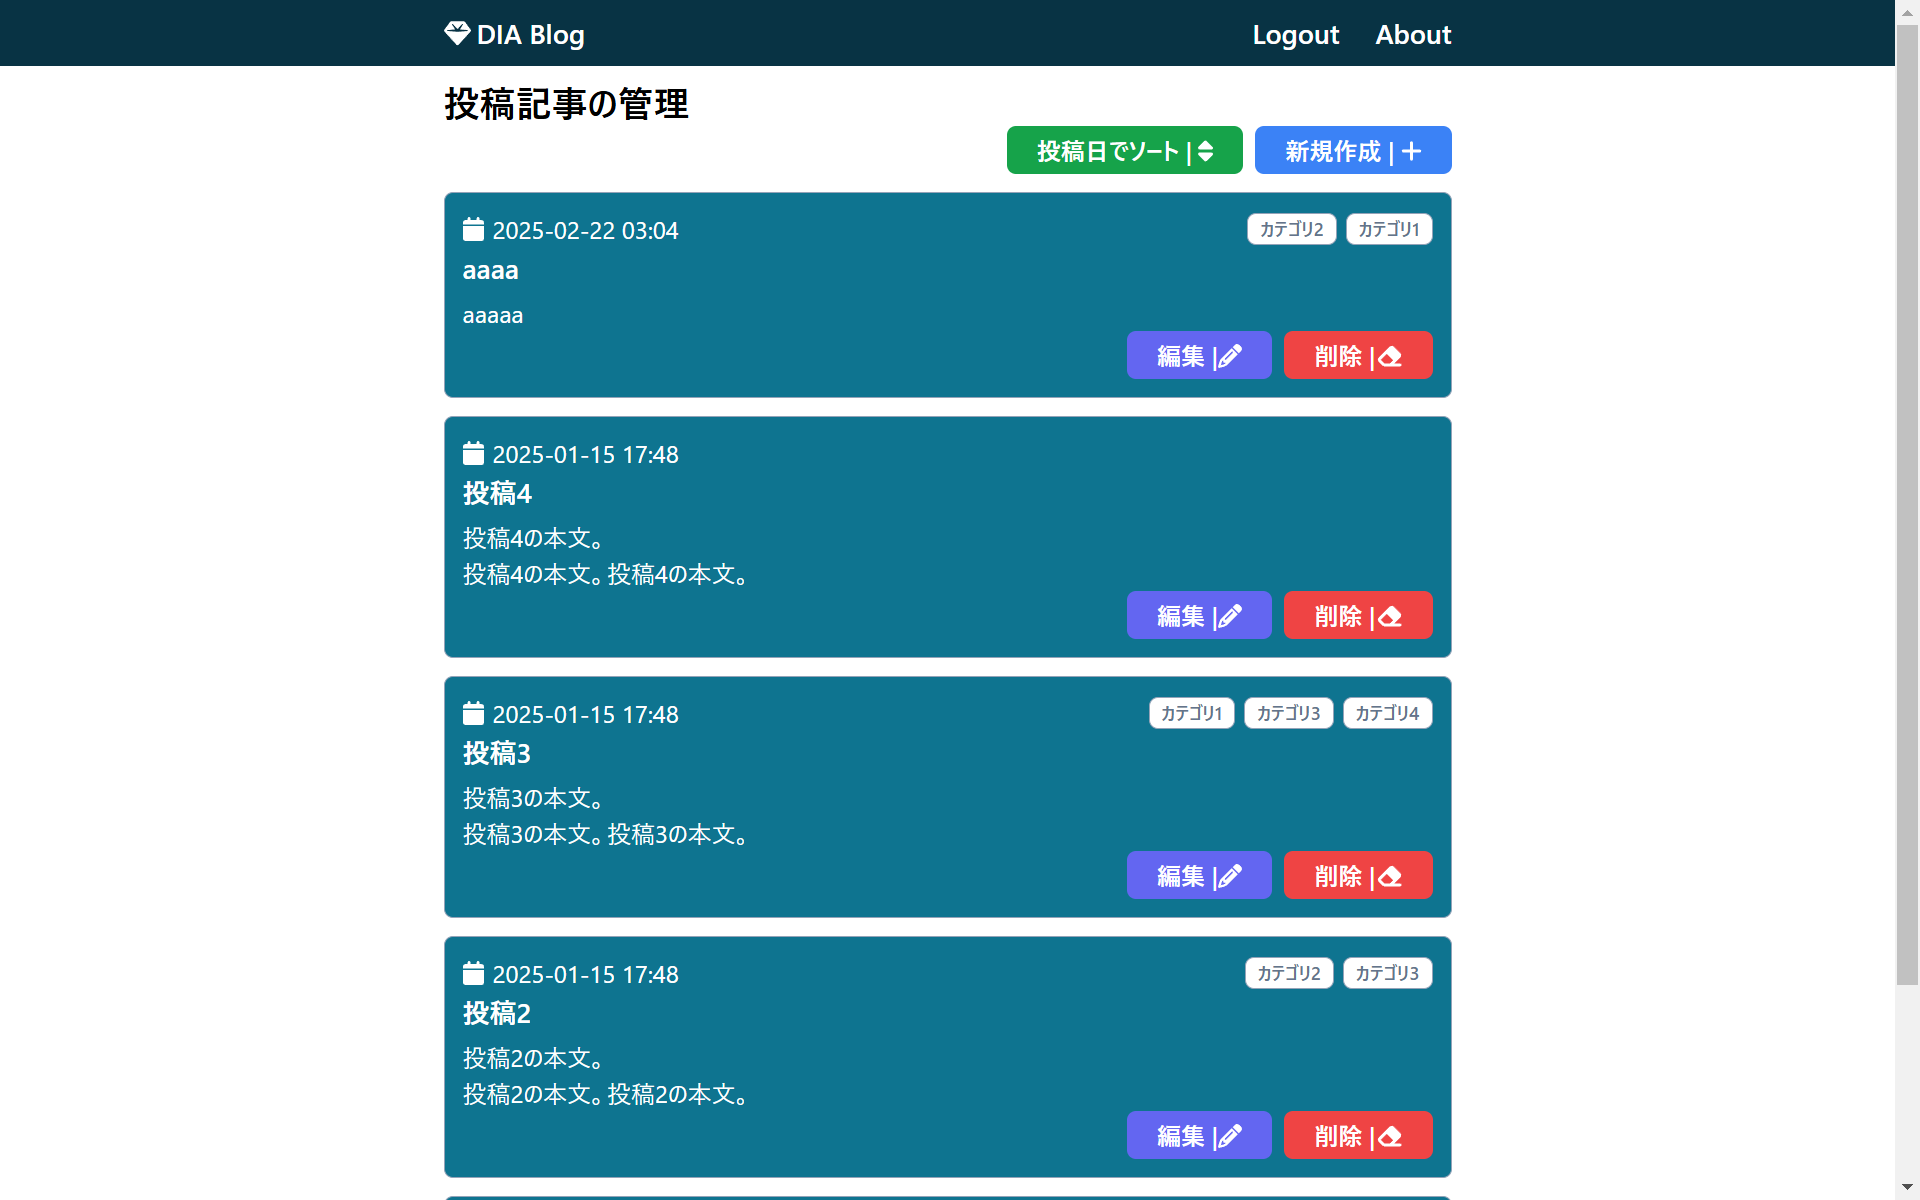 DIA Blog
Logout
About
投稿記事の管理
投稿日でソート |
新規作成 |
2025-02-22 03:04
カテゴリ2
カテゴリ1
aaaa
aaaaa
編集 |
削除 |
2025-01-15 17:48
投稿4
投稿4の本文。
投稿4の本文。投稿4の本文。
編集 |
削除 |
2025-01-15 17:48
カテゴリ1
カテゴリ3
カテゴリ4
投稿3
投稿3の本文。
投稿3の本文。投稿3の本文。
編集 |
削除 |
2025-01-15 17:48
カテゴリ2
カテゴリ3
投稿2
投稿2の本文。
投稿2の本文。投稿2の本文。
編集 |
削除 |